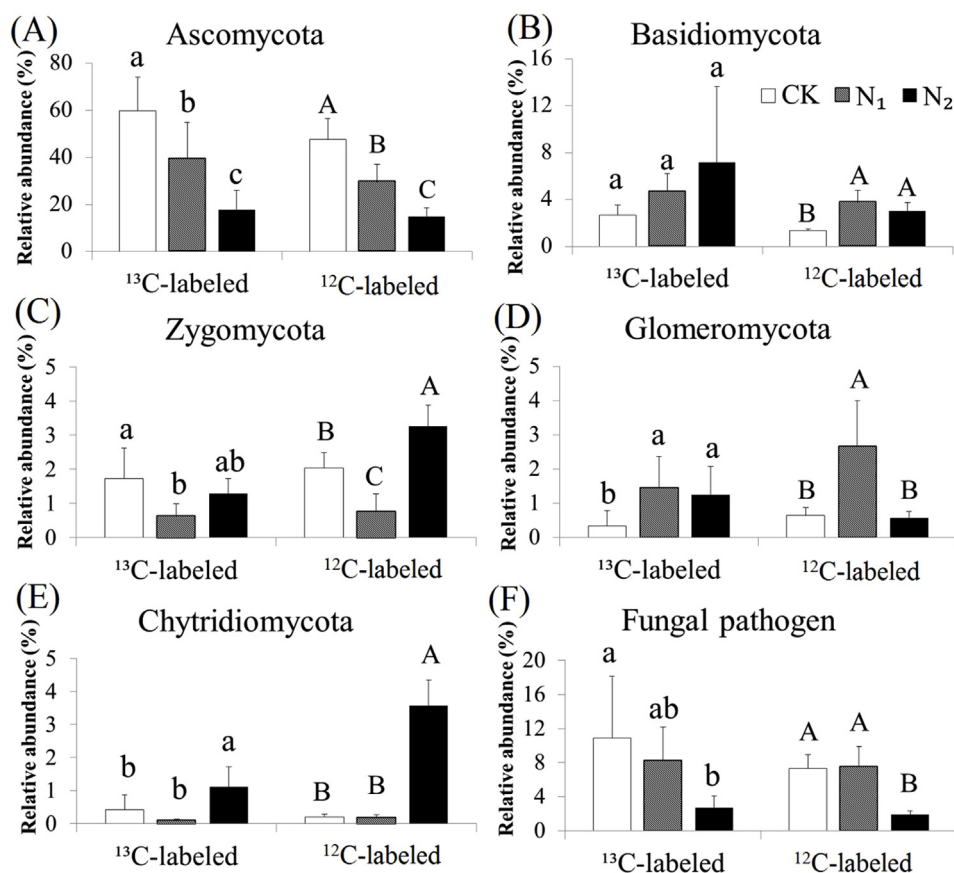 (A) Ascomycota
Relative abundance (%)
80
60
40
20
0
a
b
c
A
B
C
¹³C-labeled
¹²C-labeled
(B) Basidiomycota
Relative abundance (%)
16
12
8
4
0
a
a
a
B
A
A
CK N₁ N₂
¹³C-labeled
¹²C-labeled
(C) Zygomycota
Relative abundance (%)
5
4
3
2
1
0
a
b
ab
B
C
A
¹³C-labeled
¹²C-labeled
(D) Glomeromycota
Relative abundance (%)
5
4
3
2
1
0
b
a
a
B
A
B
¹³C-labeled
¹²C-labeled
(E) Chytridiomycota
Relative abundance (%)
5
4
3
2
1
0
b
b
a
B
B
A
¹³C-labeled
¹²C-labeled
(F) Fungal pathogen
Relative abundance (%)
20
16
12
8
4
0
a
ab
b
A
A
B
¹³C-labeled
¹²C-labeled